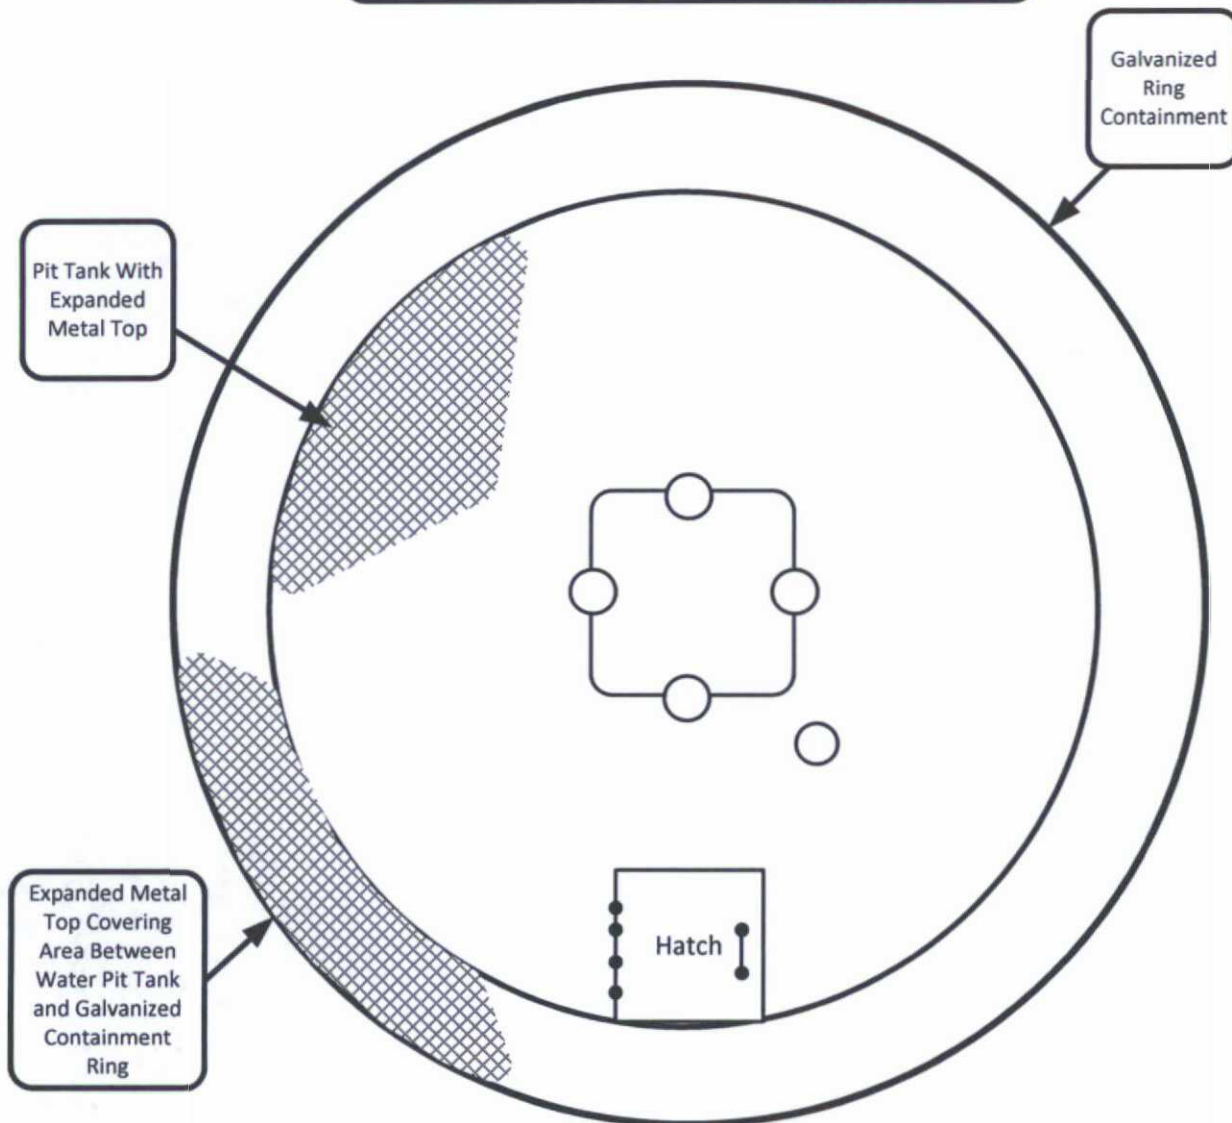 Galvanized
Ring
Containment
Pit Tank With
Expanded
Metal Top
Expanded Metal
Top Covering
Area Between
Water Pit Tank
and Galvanized
Containment
Ring
Hatch